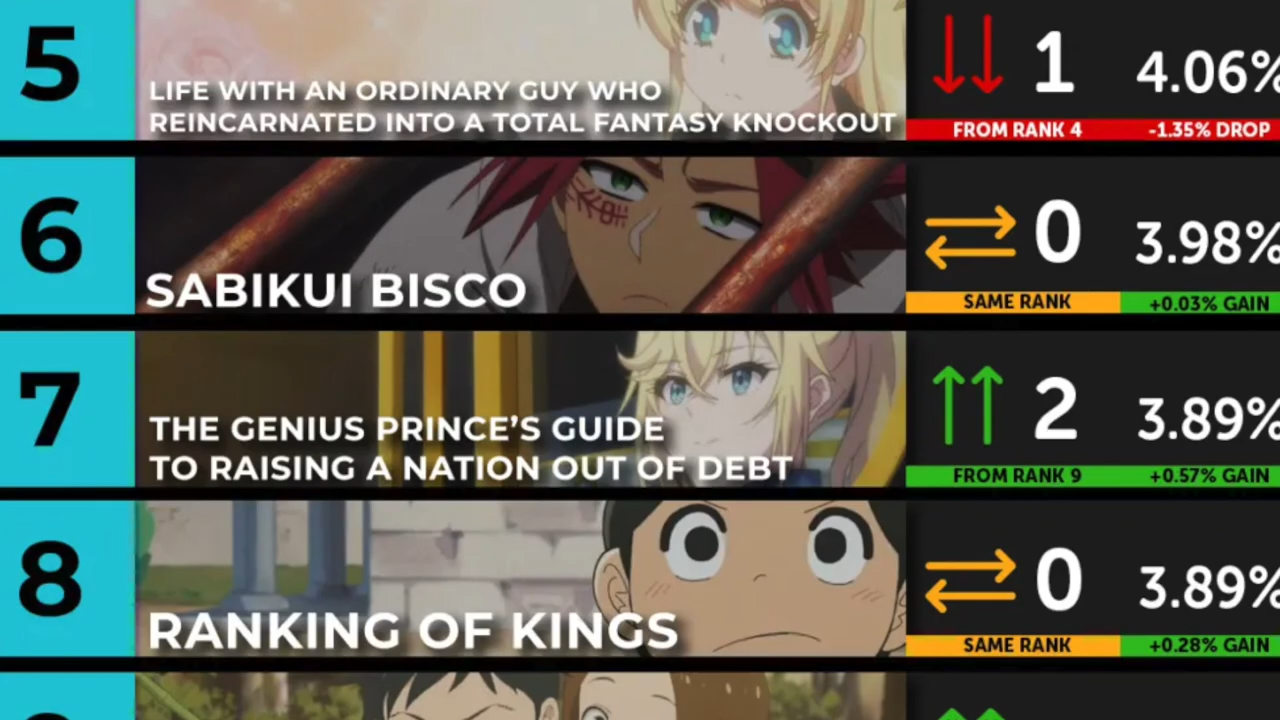 5
LIFE WITH AN ORDINARY GUY WHO
REINCARNATED INTO A TOTAL FANTASY KNOCKOUT
1
4.06%
FROM RANK 4
-1.35% DROP
6
SABIKUI BISCO
0
3.98%
SAME RANK
+0.03% GAIN
7
THE GENIUS PRINCE’S GUIDE
TO RAISING A NATION OUT OF DEBT
2
3.89%
FROM RANK 9
+0.57% GAIN
8
RANKING OF KINGS
0
3.89%
SAME RANK
+0.28% GAIN